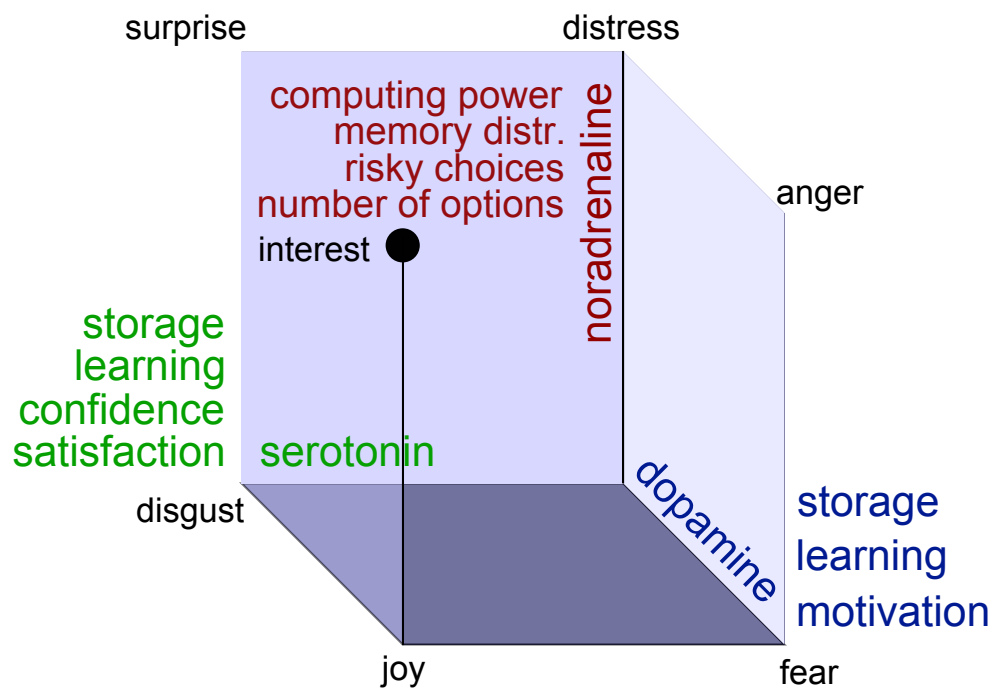 surprise
distress
computing power
memory distr.
risky choices
number of options
noradrenaline
anger
interest
storage
learning
confidence
satisfaction
serotonin
disgust
dopamine
storage
learning
motivation
joy
fear